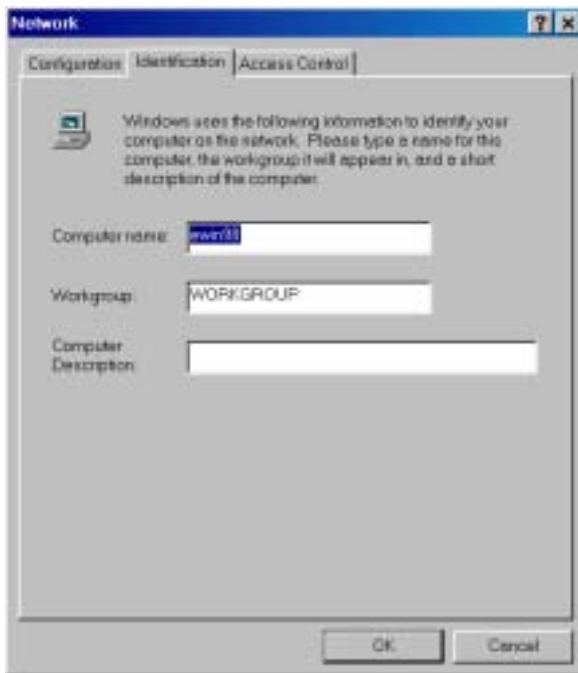 Network
Configuration Identification Access Control
Windows uses the following information to identify your
computer on the network. Please type a name for this
computer, the workgroup it will appear in, and a short
description of the computer.
Computer name:
Workgroup: WORKGROUP
Computer
Description:
OK Cancel